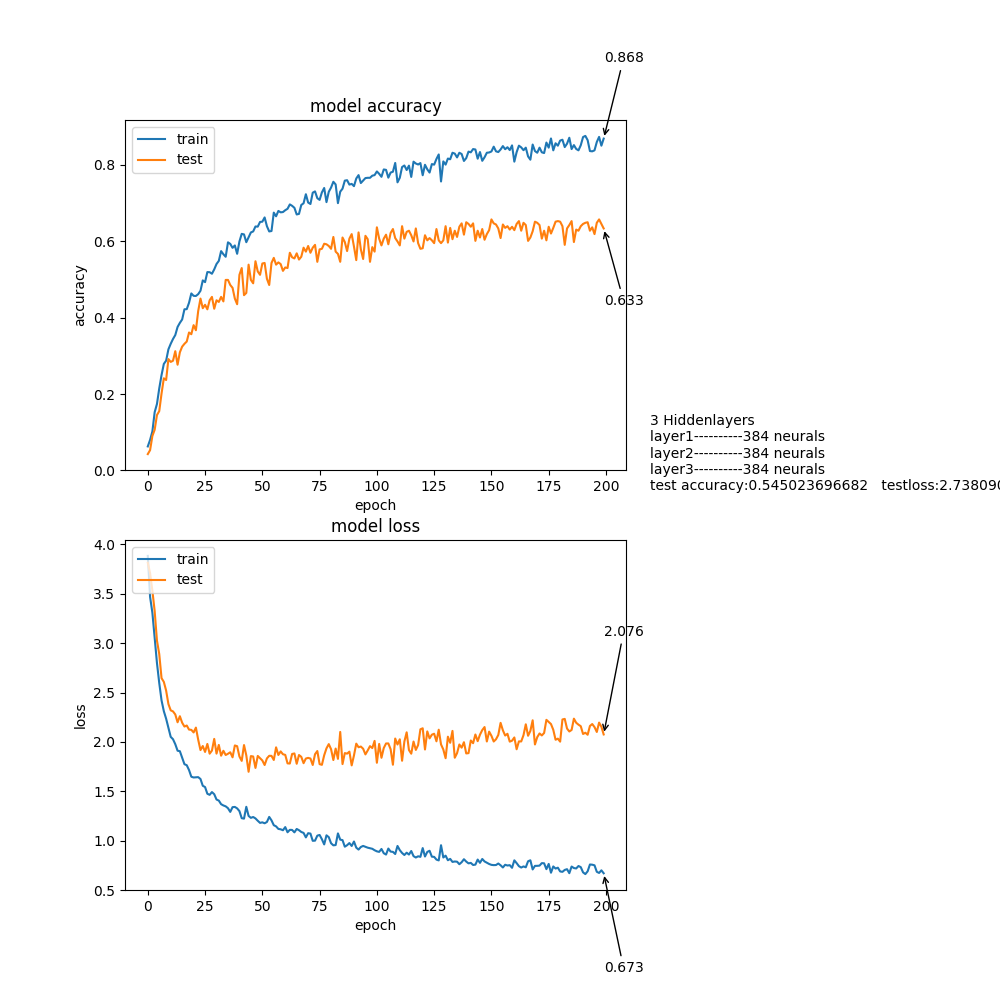 0.868
model accuracy
train
test
0.8
0.6
0.4
0.2
0.0
accuracy
0.633
0 25 50 75 100 125 150 175 200
epoch
3 Hiddenlayers
layer1----------384 neurals
layer2----------384 neurals
layer3----------384 neurals
test accuracy:0.545023696682 testloss:2.738090
model loss
train
test
4.0
3.5
3.0
2.5
2.0
1.5
1.0
0.5
loss
2.076
0 25 50 75 100 125 150 175 200
epoch
0.673